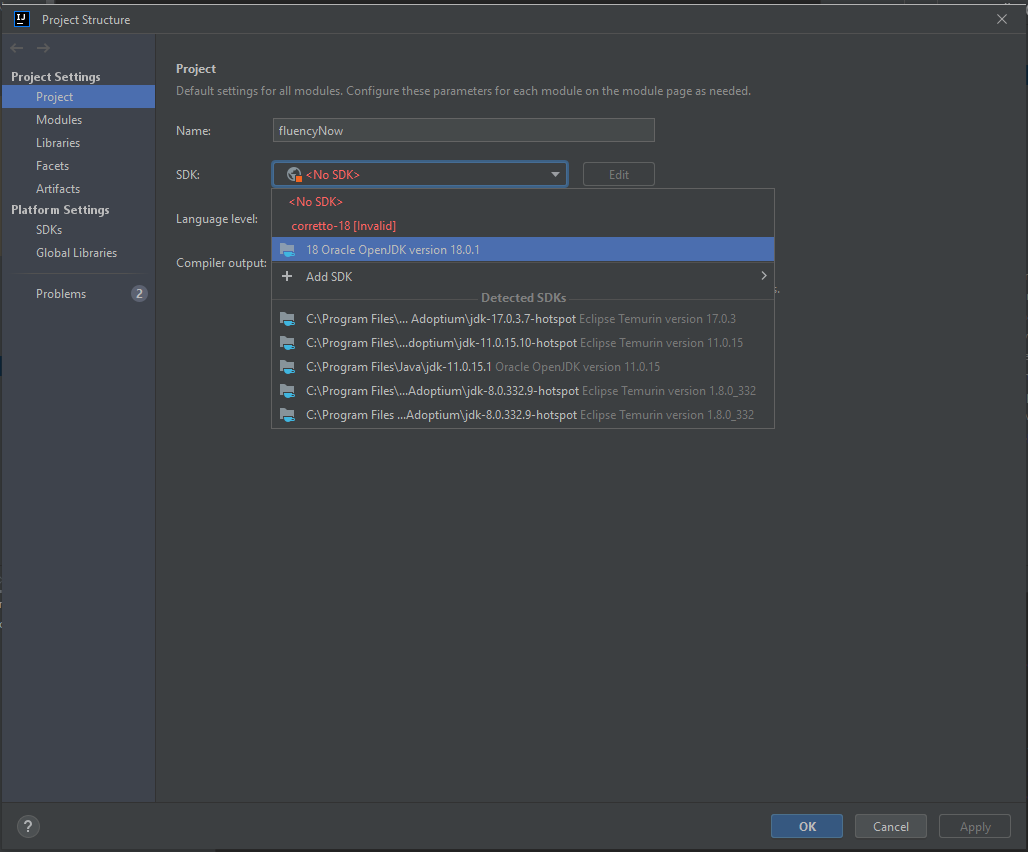 IJ
Project Structure
Project Settings
Project
Modules
Libraries
Facets
Artifacts
Platform Settings
SDKs
Global Libraries
Problems
2
Project
Default settings for all modules. Configure these parameters for each module on the module page as needed.
Name:
fluencyNow
SDK:
<No SDK>
Edit
<No SDK>
Language level:
corretto-18 [Invalid]
18 Oracle OpenJDK version 18.0.1
Compiler output:
Add SDK
s.
Detected SDKs
C:\Program Files\... Adoptium\jdk-17.0.3.7-hotspot Eclipse Temurin version 17.0.3
C:\Program Files\...doptium\jdk-11.0.15.10-hotspot Eclipse Temurin version 11.0.15
C:\Program Files\Java\jdk-11.0.15.1 Oracle OpenJDK version 11.0.15
C:\Program Files\...Adoptium\jdk-8.0.332.9-hotspot Eclipse Temurin version 1.8.0_332
C:\Program Files ...Adoptium\jdk-8.0.332.9-hotspot Eclipse Temurin version 1.8.0_332
?
OK
Cancel
Apply